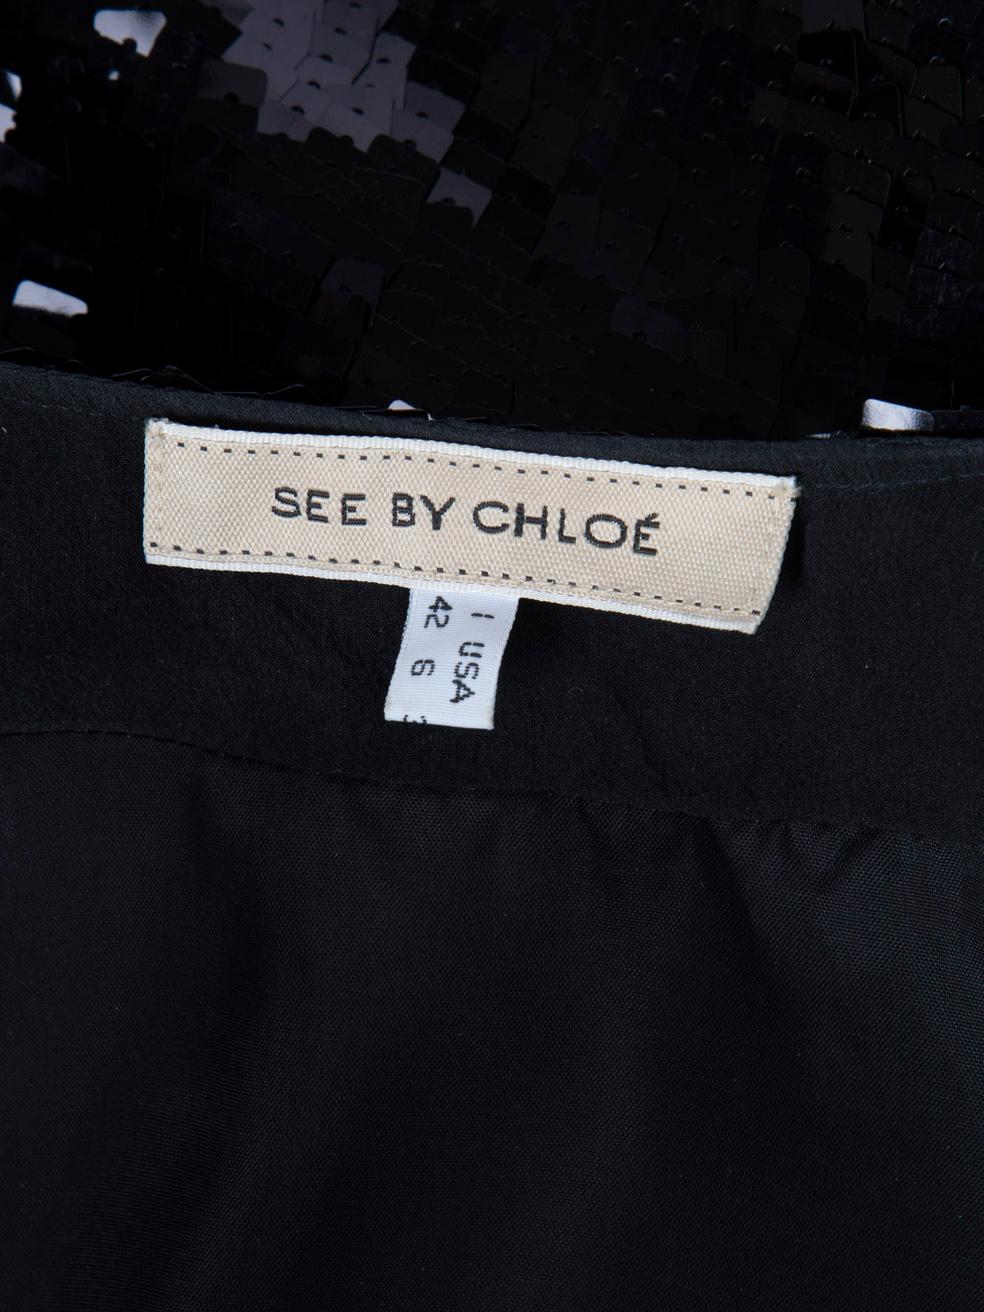 SEE BY CHLOÉ
I USA
42 6